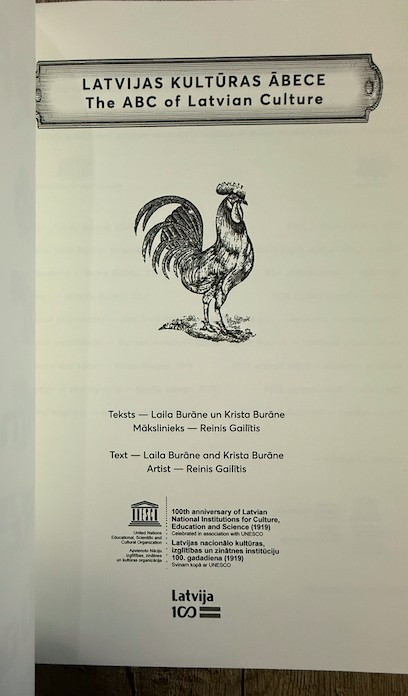 LATVIJAS KULTŪRAS ĀBECE
The ABC of Latvian Culture
Teksts — Laila Burāne un Krista Burāne
Mākslinieks — Reinis Gailītis
Text — Laila Burāne and Krista Burāne
Artist — Reinis Gailītis
United Nations
Educational, Scientific and
Cultural Organization
Apvienoto Nāciju
Izglītības, zinātnes
un kultūras organizācija
100th anniversary of Latvian
National Institutions for Culture,
Education and Science (1919)
Celebrated in association with UNESCO
Latvijas nacionālo kultūras,
izglītības un zinātnes institūciju
100. gadadiena (1919)
Svinam kopā ar UNESCO
Latvija
100